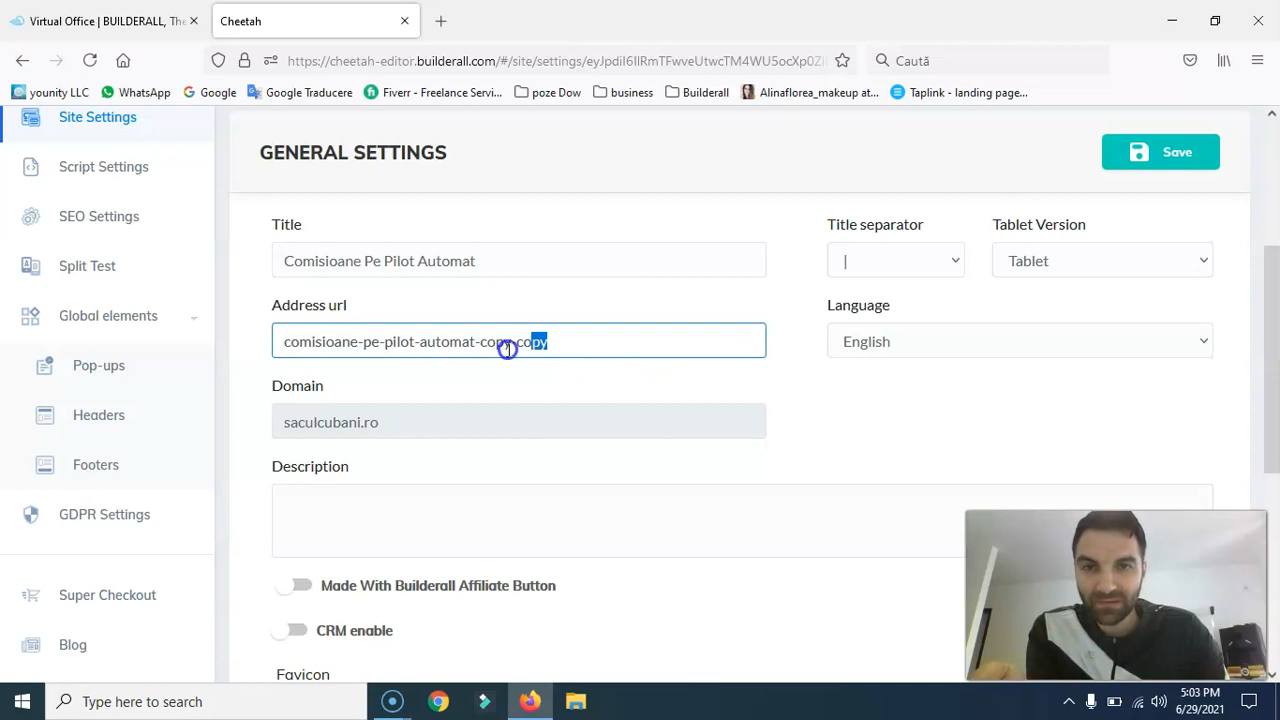 Virtual Office | BUILDERALL, The
Cheetah
https://cheetah-editor.builderall.com/#/site/settings/
Caută
younity LLC
WhatsApp
Google
Google Traducere
Fiverr - Freelance Servi...
poze Dow
business
Builderall
Alinaflorea_makeup at...
Taplink - landing page...
Site Settings
Script Settings
SEO Settings
Split Test
Global elements
Pop-ups
Headers
Footers
GDPR Settings
Super Checkout
Blog
GENERAL SETTINGS
Save
Title
Title separator
Tablet Version
Comisioane Pe Pilot Automat
|
Tablet
Address url
Language
comisioane-pe-pilot-automat-copy-copy
English
Domain
saculcubani.ro
Description
Made With Builderall Affiliate Button
CRM enable
Favicon
Type here to search
5:03 PM
6/29/2021